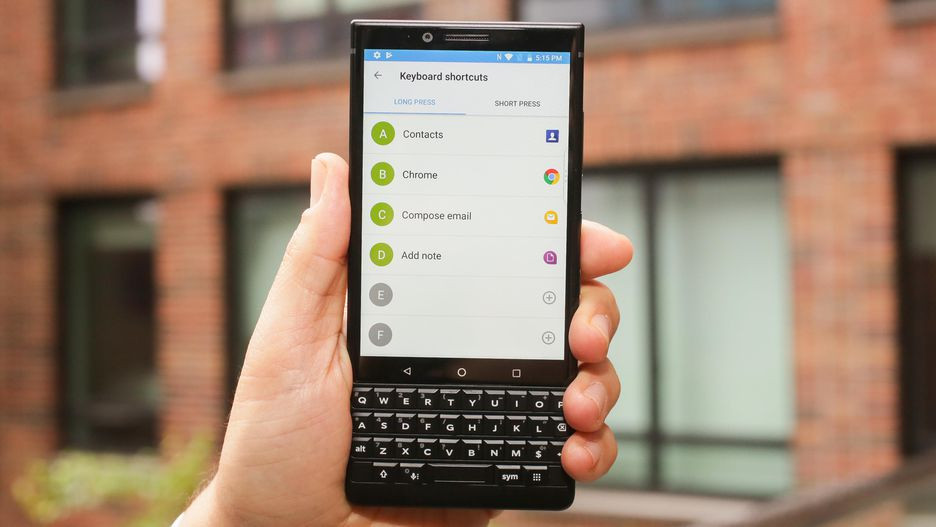 N 5:15 PM
Keyboard shortcuts
LONG PRESS SHORT PRESS
A Contacts
B Chrome
C Compose email
D Add note
E
F
Q W E R T Y U I O P
A S D F G H J K L
alt Z X C V B N M $
sym